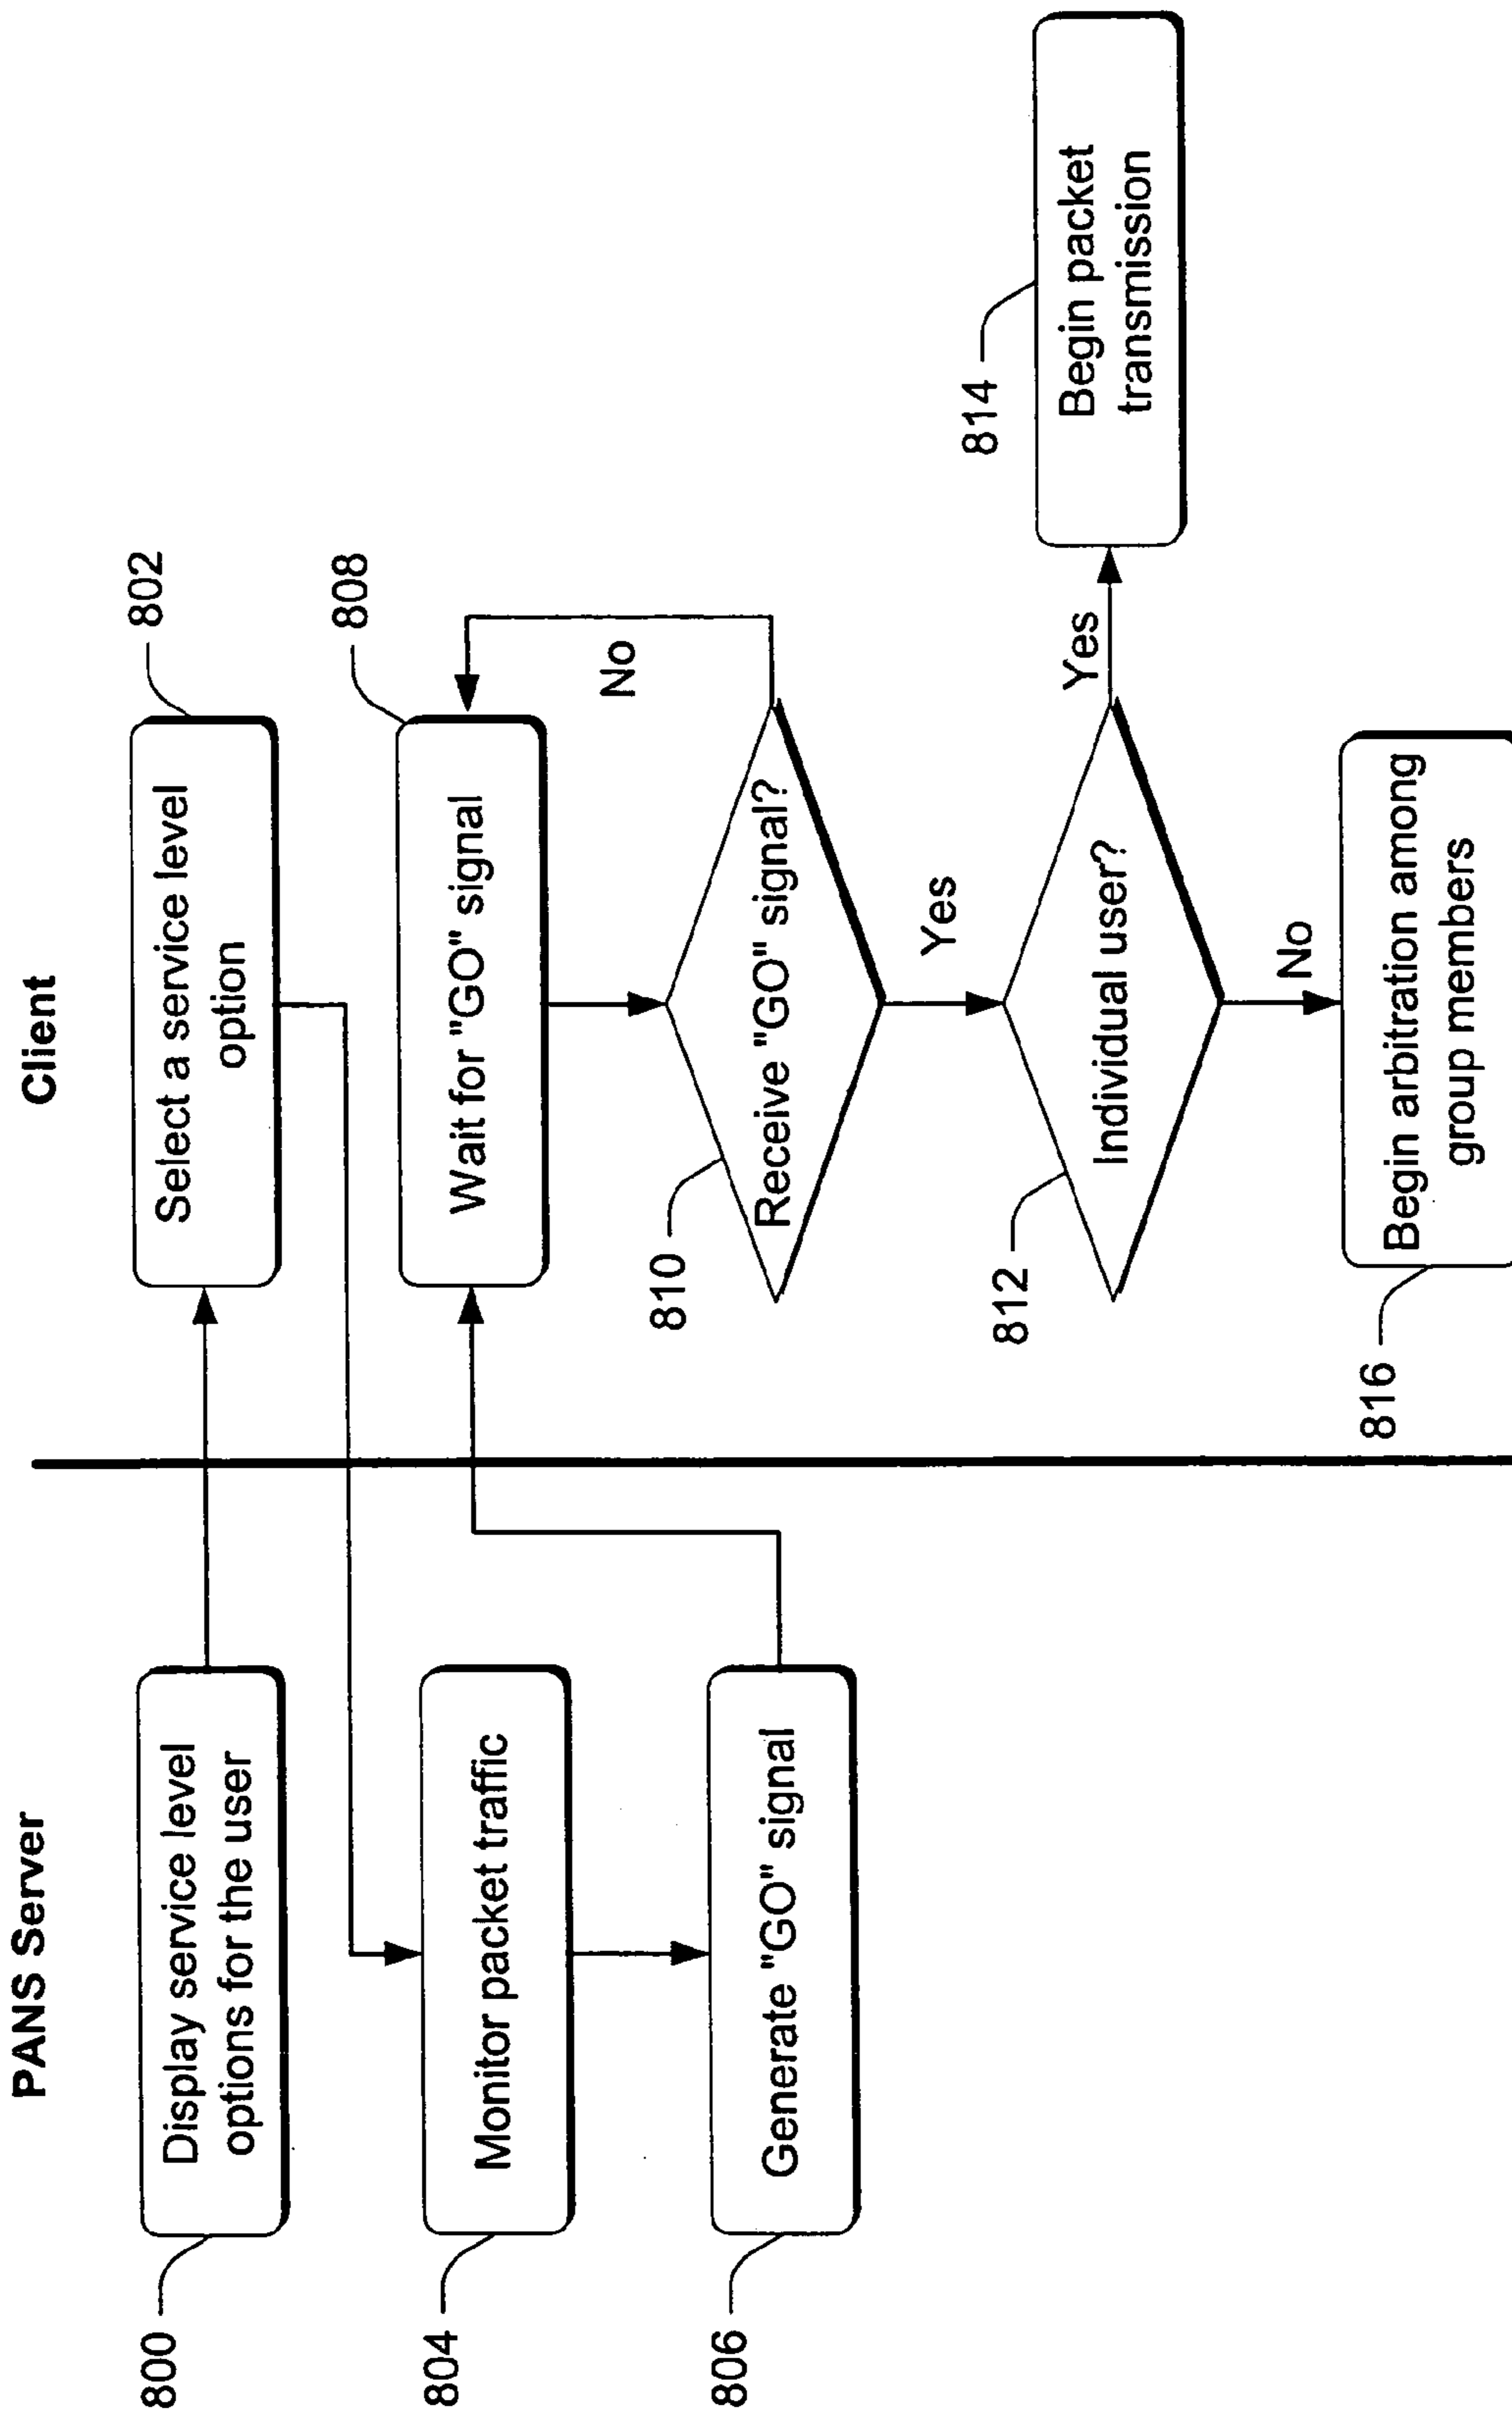 PANS Server
Client
800
Display service level
options for the user
802
Select a service level
option
804
Monitor packet traffic
806
Generate "GO" signal
808
Wait for "GO" signal
810
Receive "GO" signal?
No
Yes
812
Individual user?
Yes
814
Begin packet
transmission
No
816
Begin arbitration among
group members